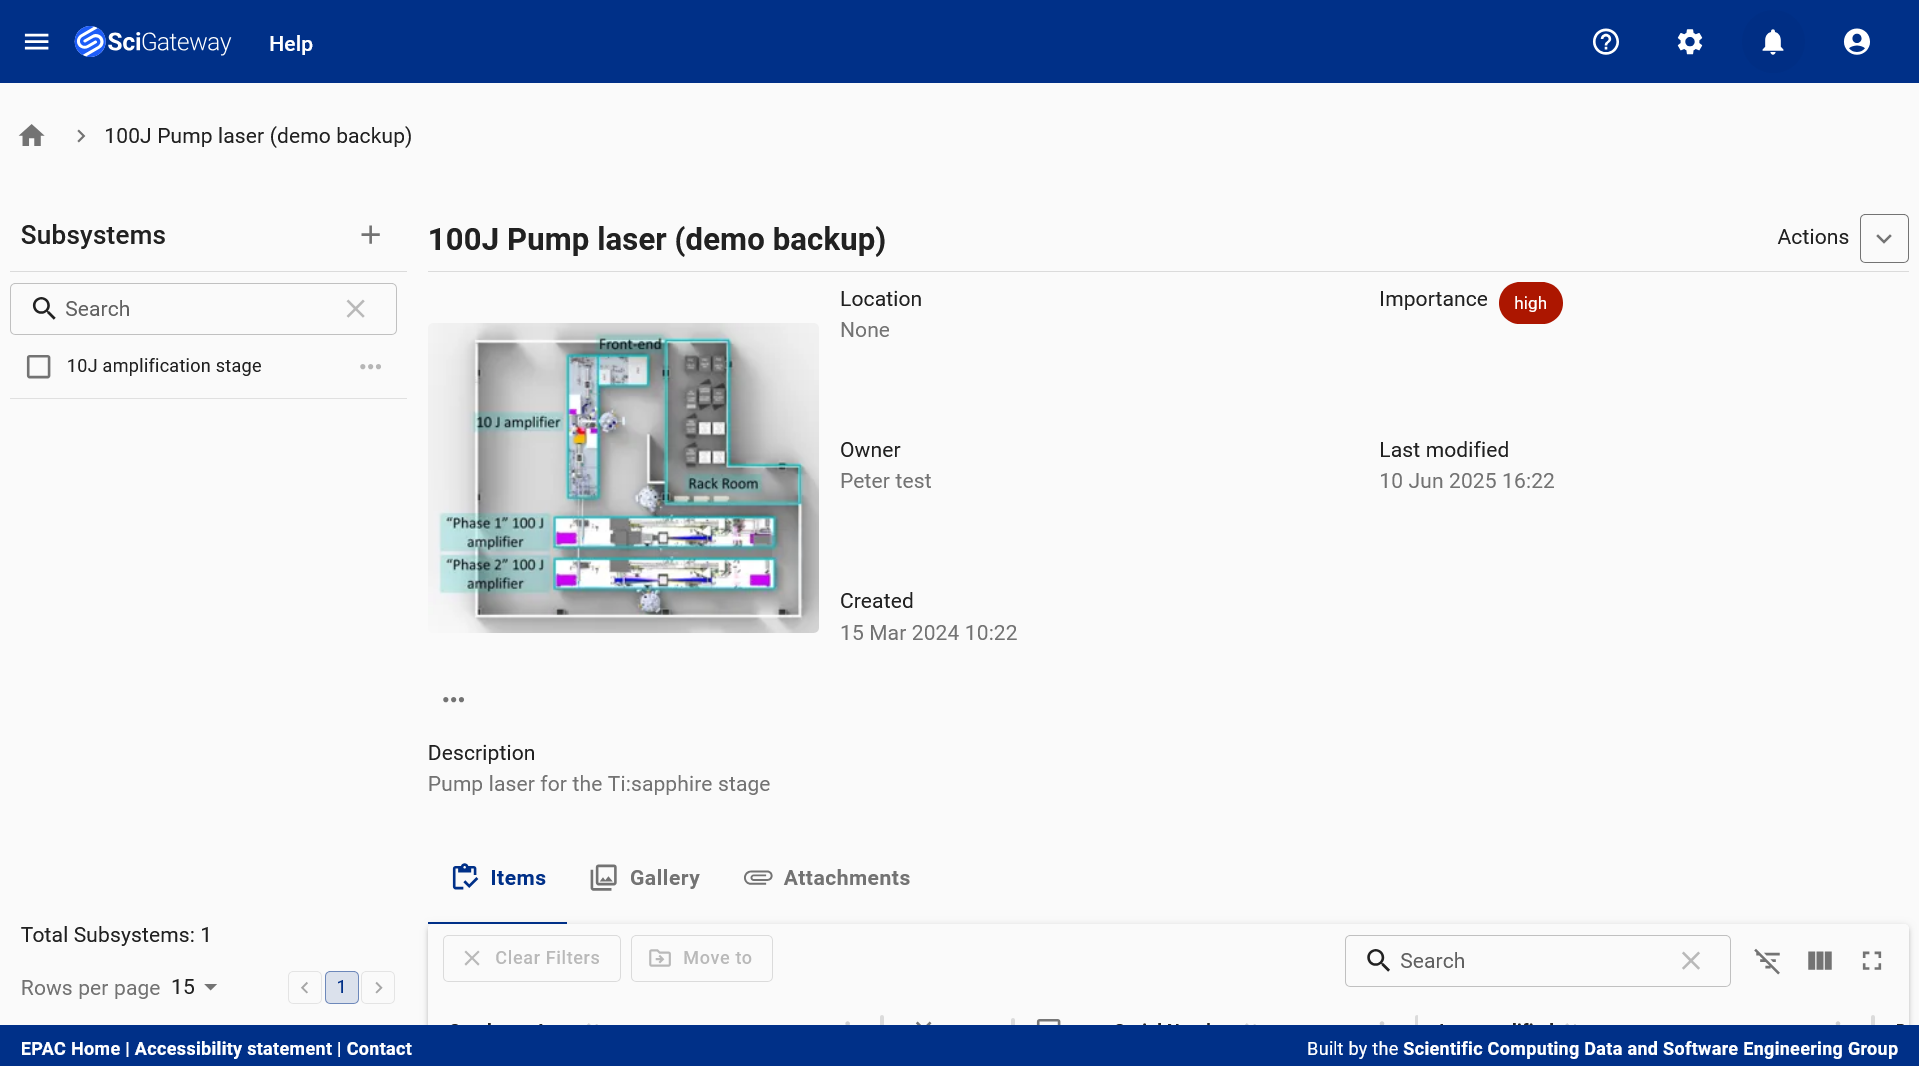 SciGateway
Help
100J Pump laser (demo backup)
Subsystems
Search
10J amplification stage
Total Subsystems: 1
Rows per page 15
1
100J Pump laser (demo backup)
Actions
Front-end
10 J amplifier
Rack Room
“Phase 1” 100 J
amplifier
“Phase 2” 100 J
amplifier
Location
None
Importance high
Owner
Peter test
Last modified
10 Jun 2025 16:22
Created
15 Mar 2024 10:22
Description
Pump laser for the Ti:sapphire stage
Items
Gallery
Attachments
Clear Filters
Move to
Search
EPAC Home | Accessibility statement | Contact
Built by the Scientific Computing Data and Software Engineering Group